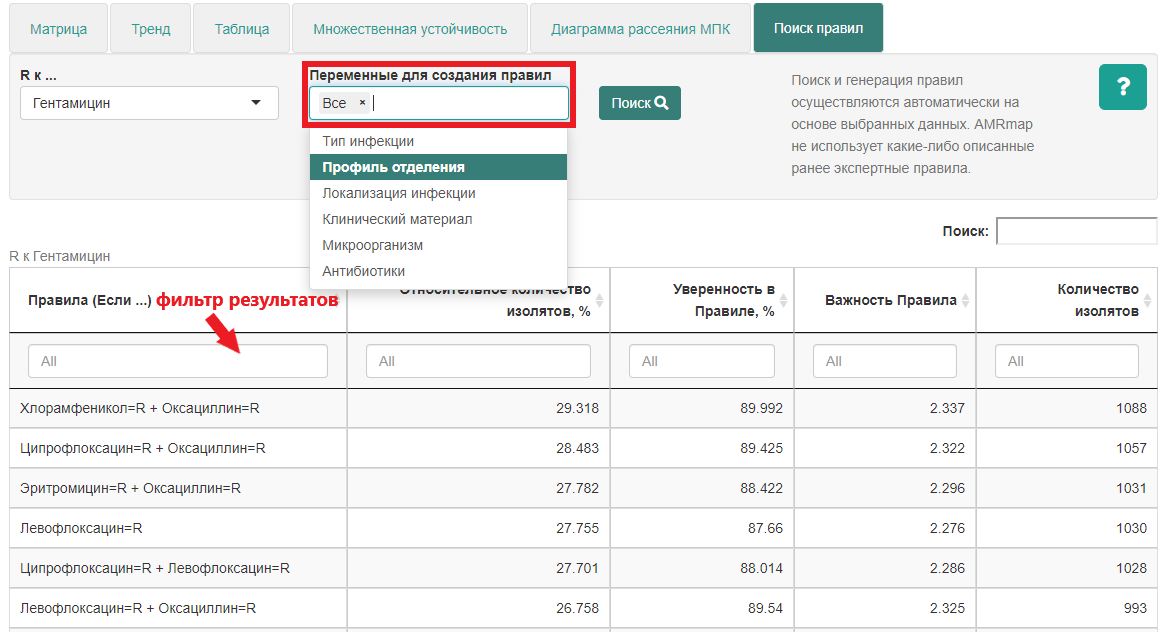 Матрица
Тренд
Таблица
Множественная устойчивость
Диаграмма рассеяния МПК
Поиск правил
R к ...
Гентамицин
Переменные для создания правил
Все ×
Поиск
Тип инфекции
Профиль отделения
Локализация инфекции
Клинический материал
Микроорганизм
Антибиотики
Поиск и генерация правил
осуществляются автоматически на
основе выбранных данных. AMRmap
не использует какие-либо описанные
ранее экспертные правила.
?
Поиск:
R к Гентамицин
Правила (Если ...)
фильтр результатов
Относительное количество
изолятов, %
Уверенность в
Правиле, %
Важность Правила
Количество
изолятов
All
All
All
All
All
Хлорамфеникол=R + Оксациллин=R 29.318 89.992 2.337 1088
Ципрофлоксацин=R + Оксациллин=R 28.483 89.425 2.322 1057
Эритромицин=R + Оксациллин=R 27.782 88.422 2.296 1031
Левофлоксацин=R 27.755 87.66 2.276 1030
Ципрофлоксацин=R + Левофлоксацин=R 27.701 88.014 2.286 1028
Левофлоксацин=R + Оксациллин=R 26.758 89.54 2.325 993